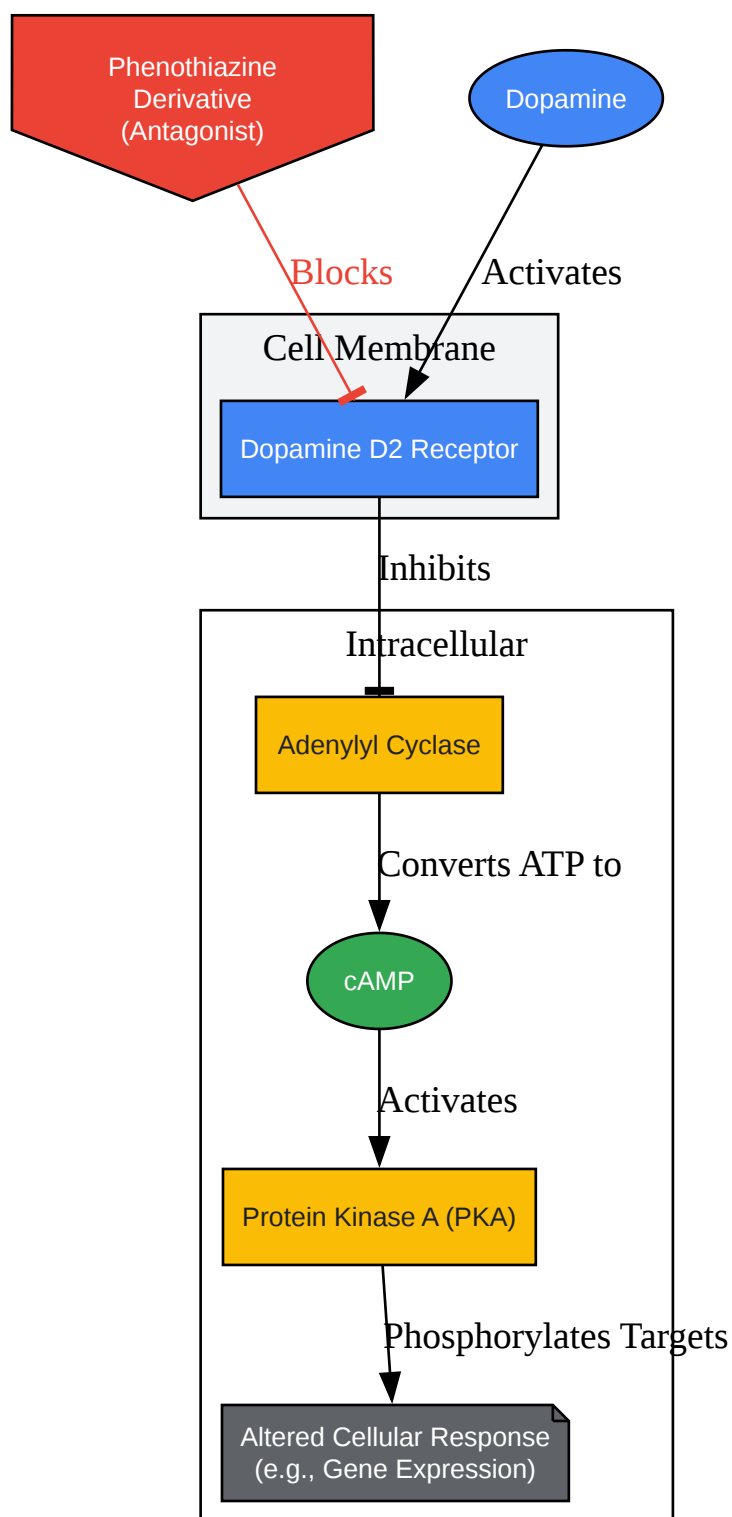 Phenothiazine
Derivative
(Antagonist)
Dopamine
Blocks
Activates
Cell Membrane
Dopamine D2 Receptor
Inhibits
Intracellular
Adenylyl Cyclase
Converts ATP to
cAMP
Activates
Protein Kinase A (PKA)
Phosphorylates Targets
Altered Cellular Response
(e.g., Gene Expression)